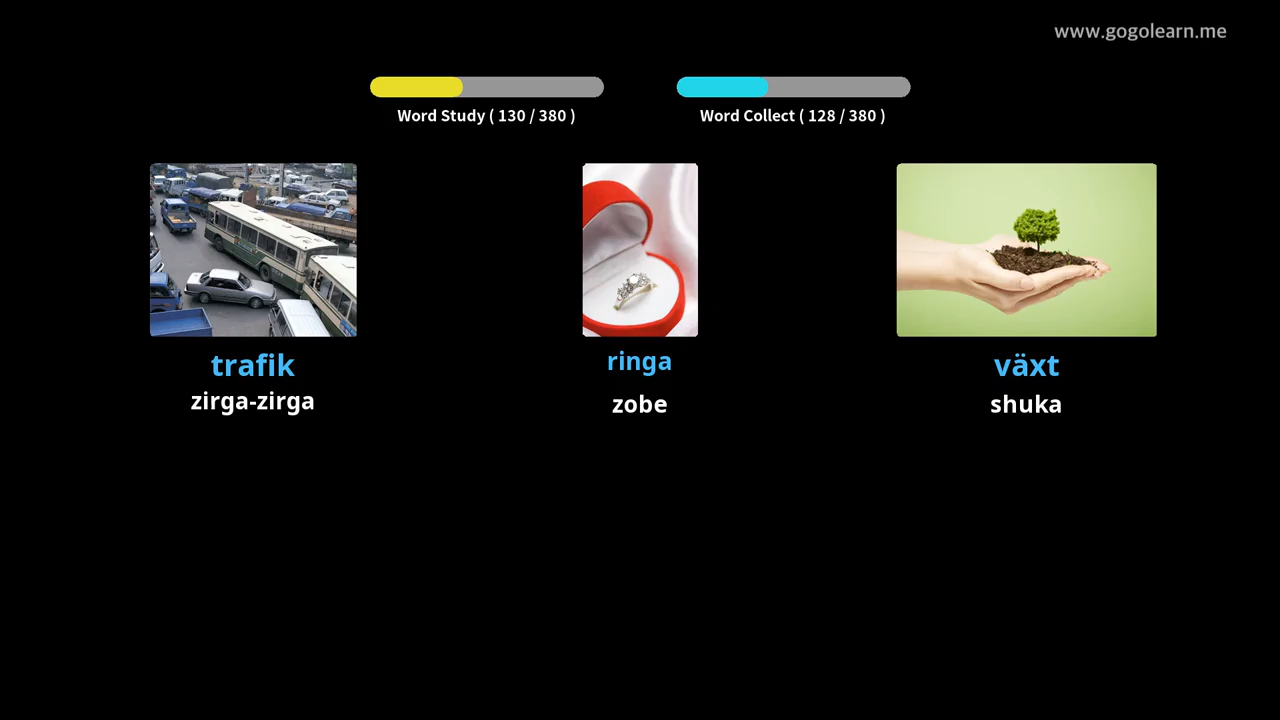 www.gogolearn.me
Word Study ( 130 / 380 )
Word Collect ( 128 / 380 )
trafik
zirga-zirga
ringa
zobe
växt
shuka